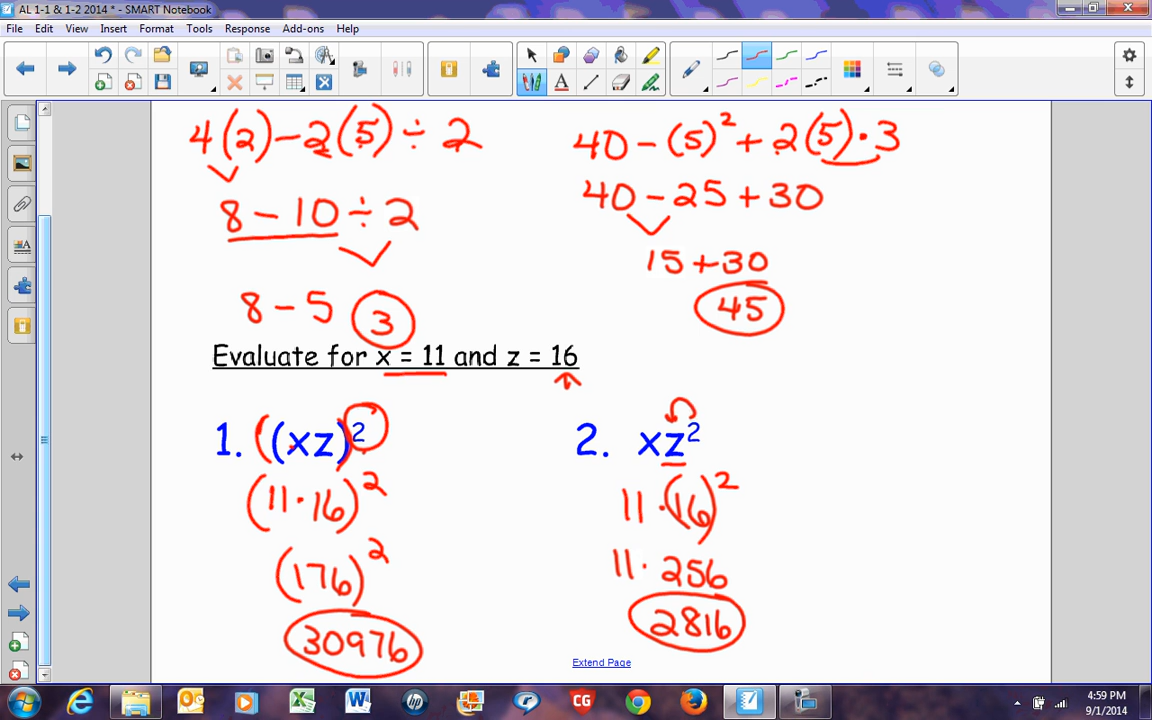 AL 1-1 & 1-2 2014 * - SMART Notebook
File Edit View Insert Format Tools Response Add-ons Help
4(2)-2(5)÷2
8-10÷2
8-5 3
40-(5)²+2(5)·3
40-25+30
15+30
45
Evaluate for x = 11 and z = 16
1. ((xz)²
(11·16)²
(176)²
30976
2. xz²
11·(16)²
11·256
2816
Extend Page
4:59 PM
9/1/2014